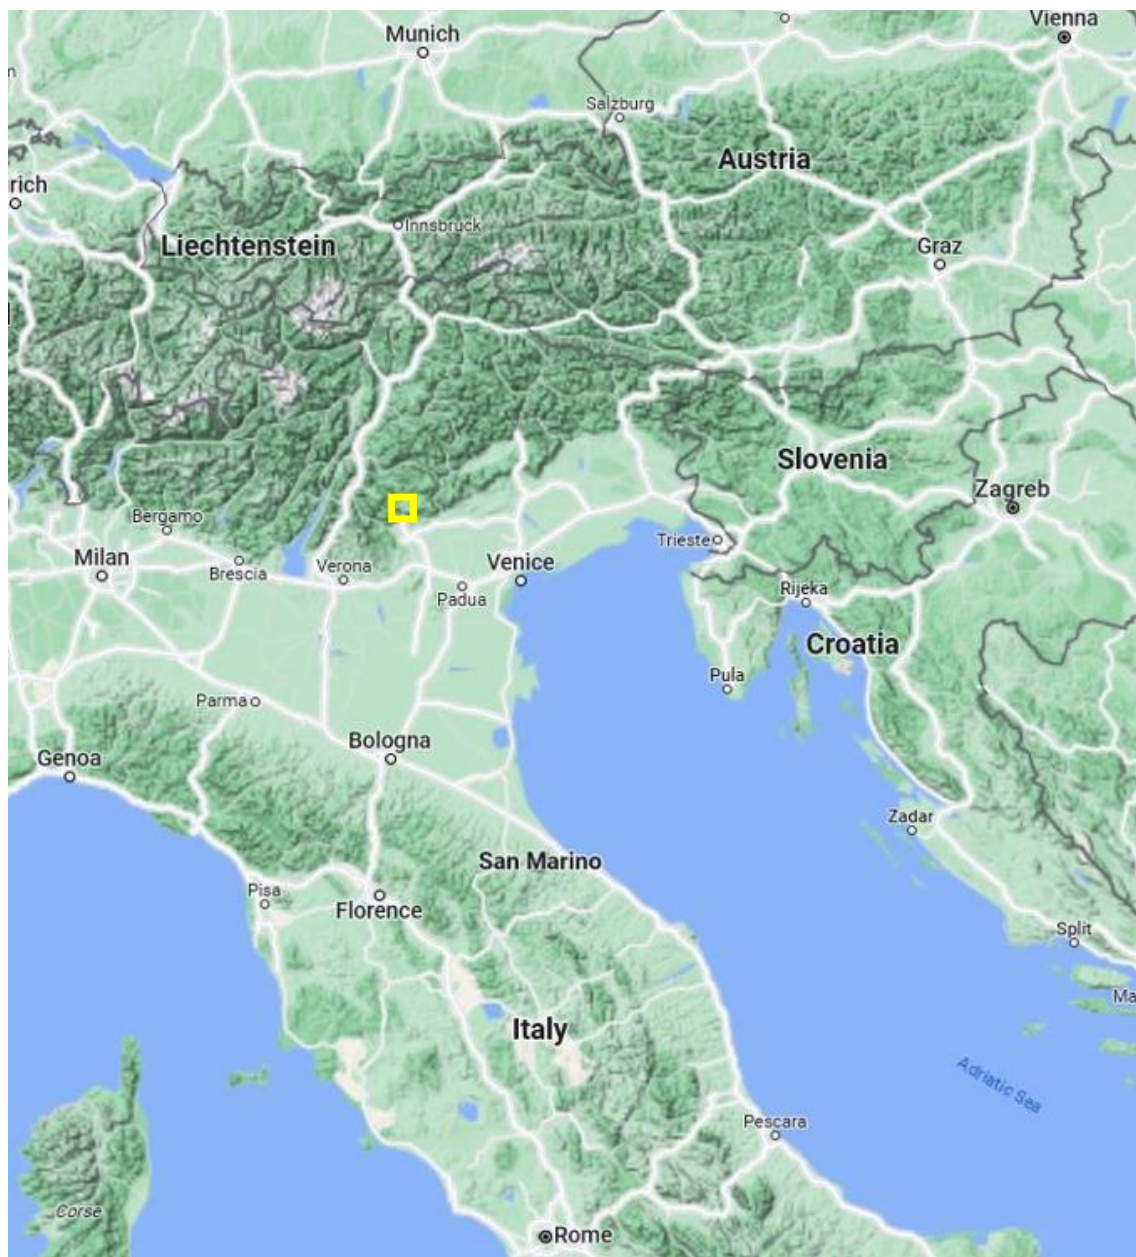 Vienna
Munich
Salzburg
Austria
rich
Innsbruck
Liechtenstein
Graz
Slovenia
Zagreb
Bergamo
Trieste
Milan
Venice
Verona
Brescia
Padua
Rijeka
Croatia
Pula
Parma
Bologna
Genoa
Zadar
San Marino
Pisa
Florence
Split
Ma
Italy
Adriatic Sea
Pescara
Corse
Rome